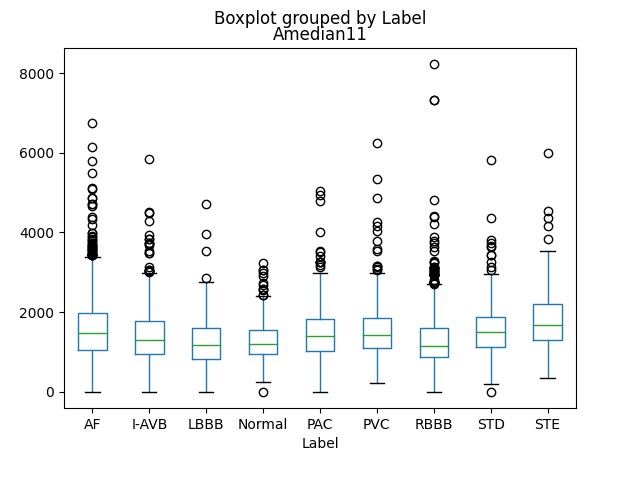 Boxplot grouped by Label
Amedian11
8000
6000
4000
2000
0
AF I-AVB LBBB Normal PAC PVC RBBB STD STE
Label